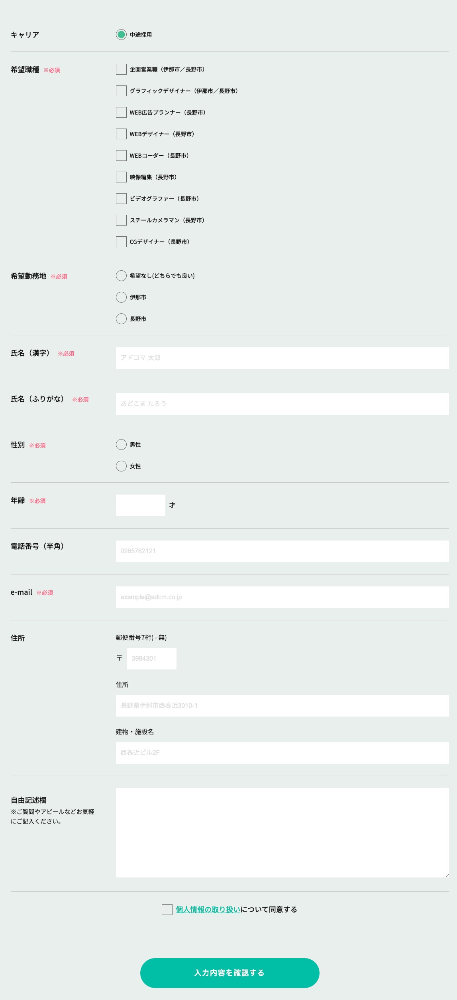 キャリア
中途採用
希望職種 ※必須
企画営業職（伊那市／長野市）
グラフィックデザイナー（伊那市／長野市）
WEB広告プランナー（長野市）
WEBデザイナー（長野市）
WEBコーダー（長野市）
映像編集（長野市）
ビデオグラファー（長野市）
スチールカメラマン（長野市）
CGデザイナー（長野市）
希望勤務地 ※必須
希望なし(どちらでも良い)
伊那市
長野市
氏名（漢字） ※必須
アドコマ 太郎
氏名（ふりがな） ※必須
あどこま たろう
性別 ※必須
男性
女性
年齢 ※必須
才
電話番号（半角）
0265762121
e-mail ※必須
example@adcm.co.jp
住所
郵便番号7桁( - 無)
〒 3994301
住所
長野県伊那市西春近3010-1
建物・施設名
西春近ビル2F
自由記述欄
※ご質問やアピールなどお気軽
にご記入ください。
個人情報の取り扱いについて同意する
入力内容を確認する